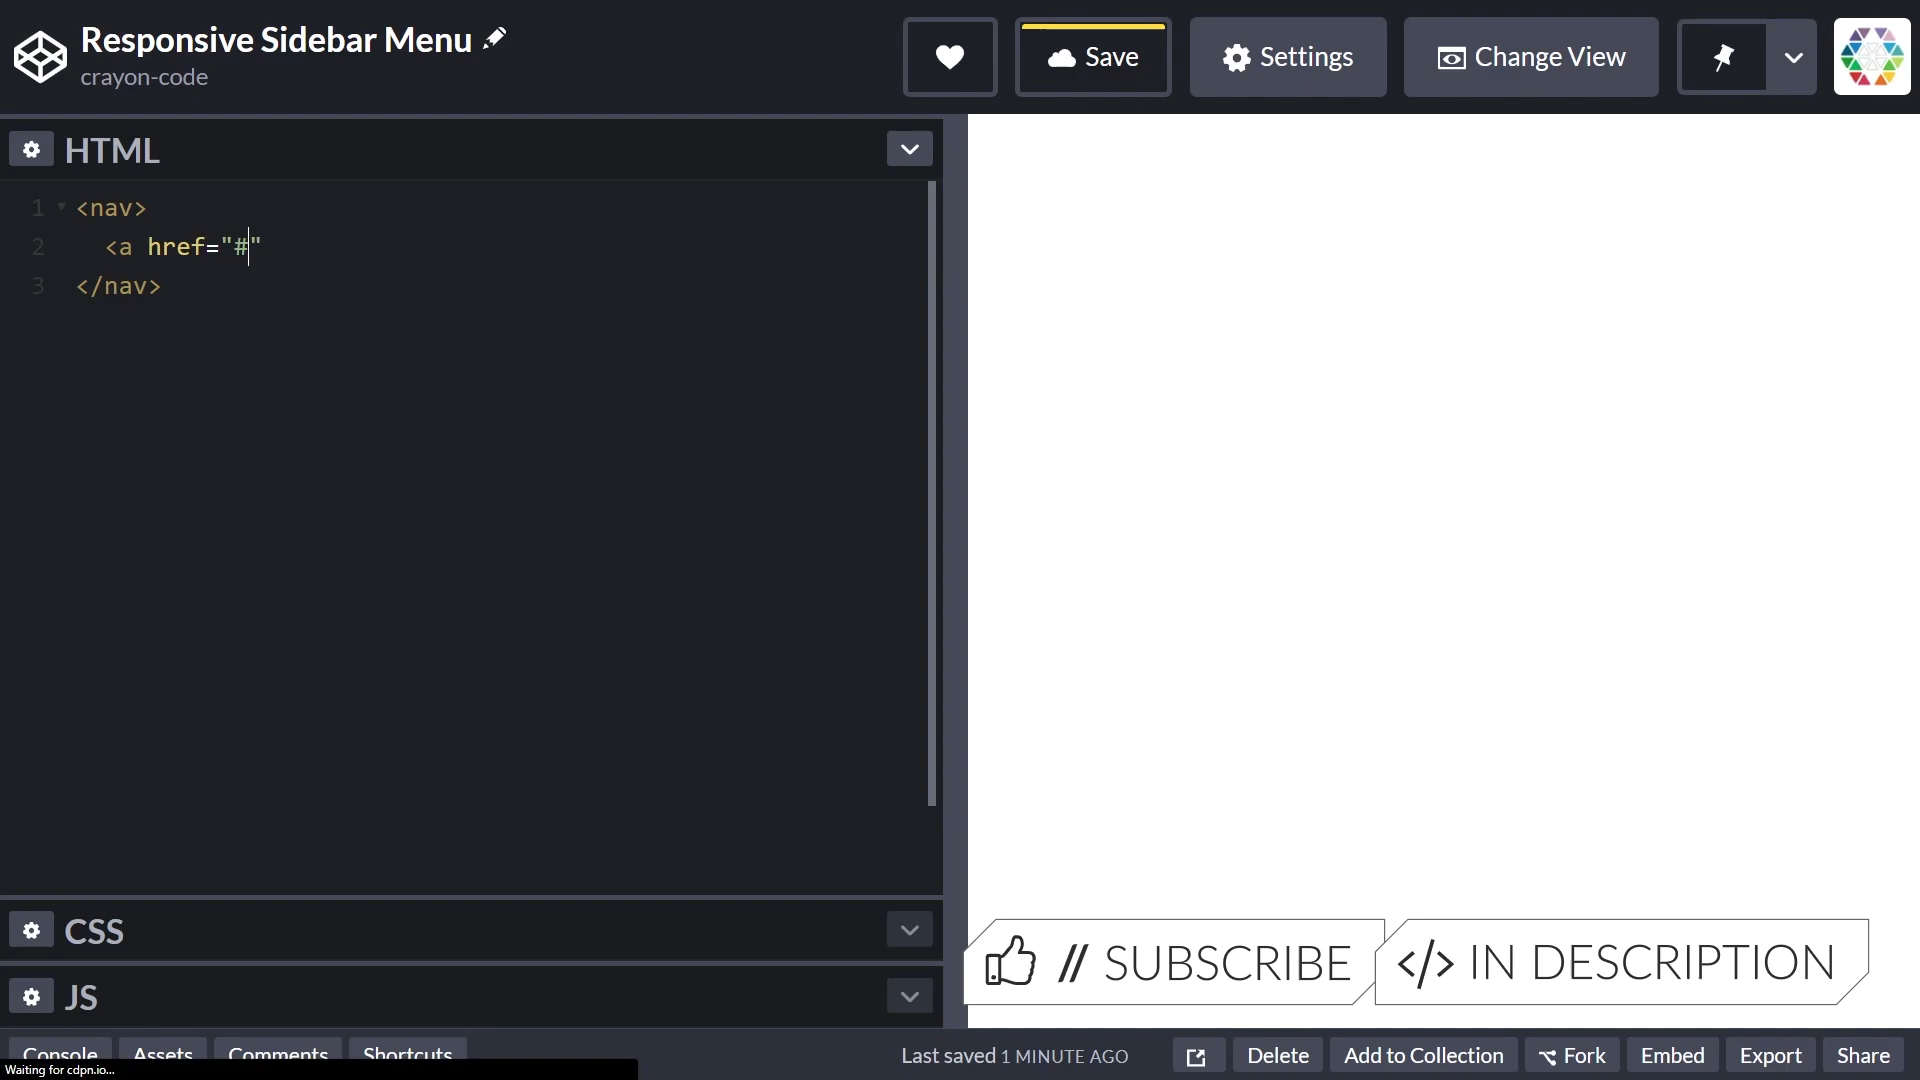 Responsive Sidebar Menu
crayon-code
Save
Settings
Change View
HTML
1 <nav>
2 <a href="#"
3 </nav>
CSS
JS
// SUBSCRIBE
</> IN DESCRIPTION
Console
Assets
Comments
Shortcuts
Last saved 1 MINUTE AGO
Delete
Add to Collection
Fork
Embed
Export
Share
Waiting for cdpn.io...